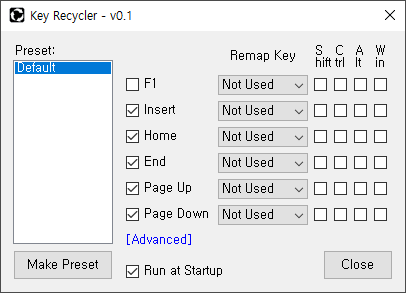 Key Recycler - v0.1
Preset:
Default
Remap Key
S hift
C trl
A lt
W in
F1
Not Used
Insert
Not Used
Home
Not Used
End
Not Used
Page Up
Not Used
Page Down
Not Used
[Advanced]
Make Preset
Run at Startup
Close